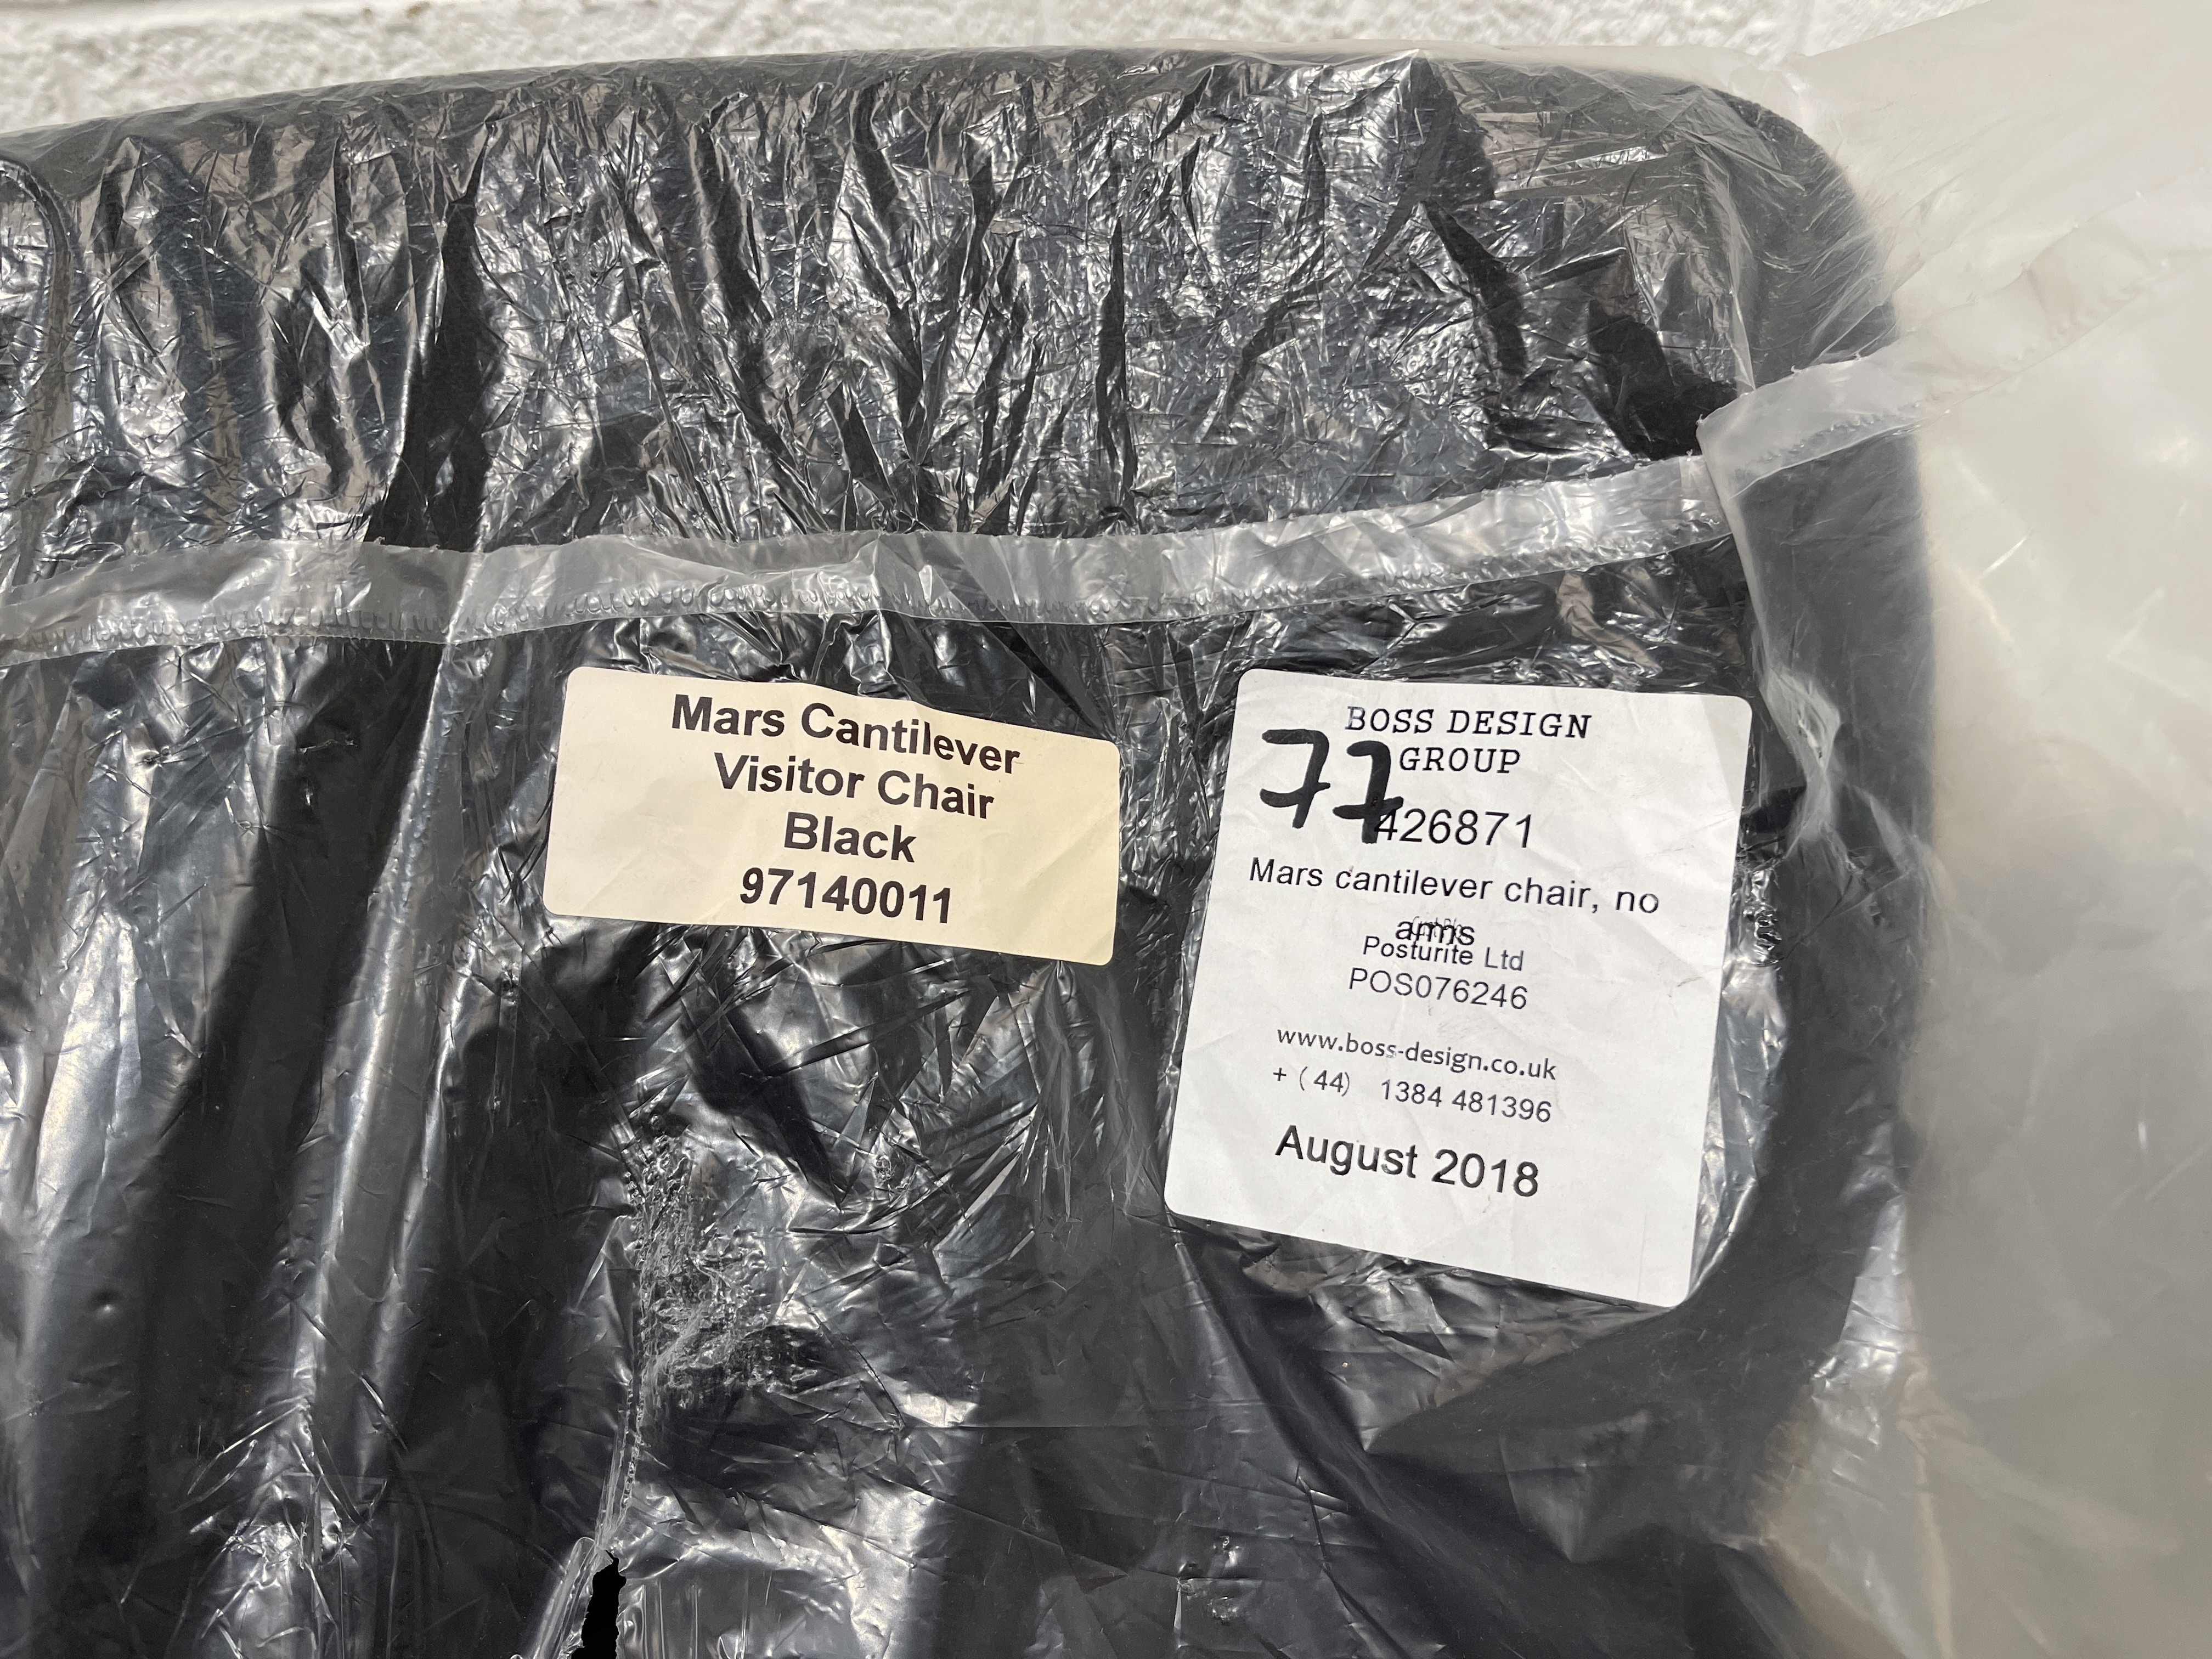 Mars Cantilever
Visitor Chair
Black
97140011
BOSS DESIGN
GROUP
77
426871
Mars cantilever chair, no
arms
Posturite Ltd
POS076246
www.boss-design.co.uk
+ (44) 1384 481396
August 2018